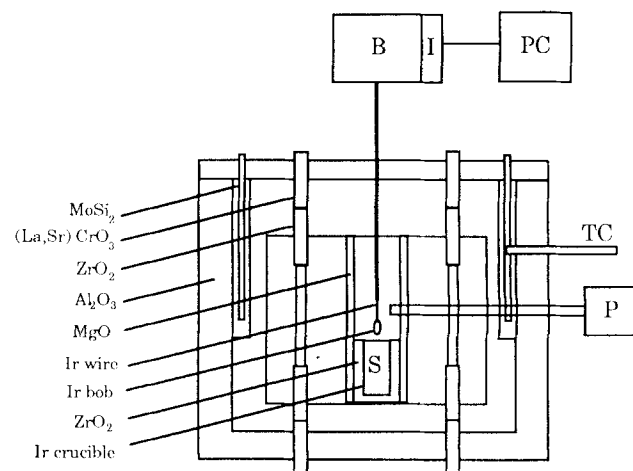 B
I
PC
MoSi₂
(La,Sr) CrO₃
ZrO₂
Al₂O₃
MgO
Ir wire
Ir bob
ZrO₂
Ir crucible
TC
P
S